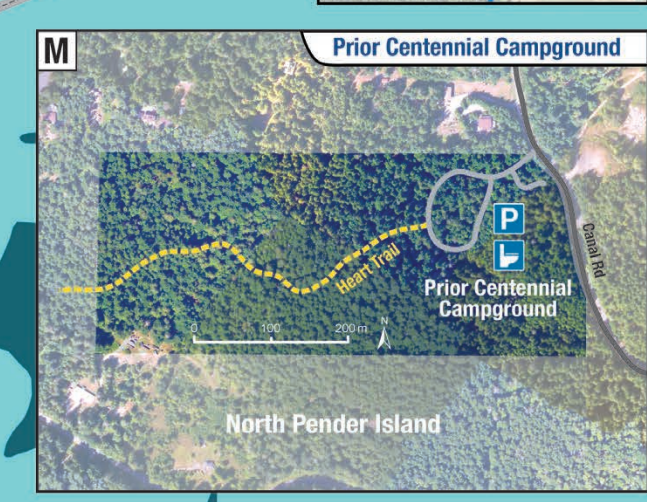 M
Prior Centennial Campground
Canal Rd
P
Heart Trail
Prior Centennial
Campground
0 100 200 m
N
North Pender Island